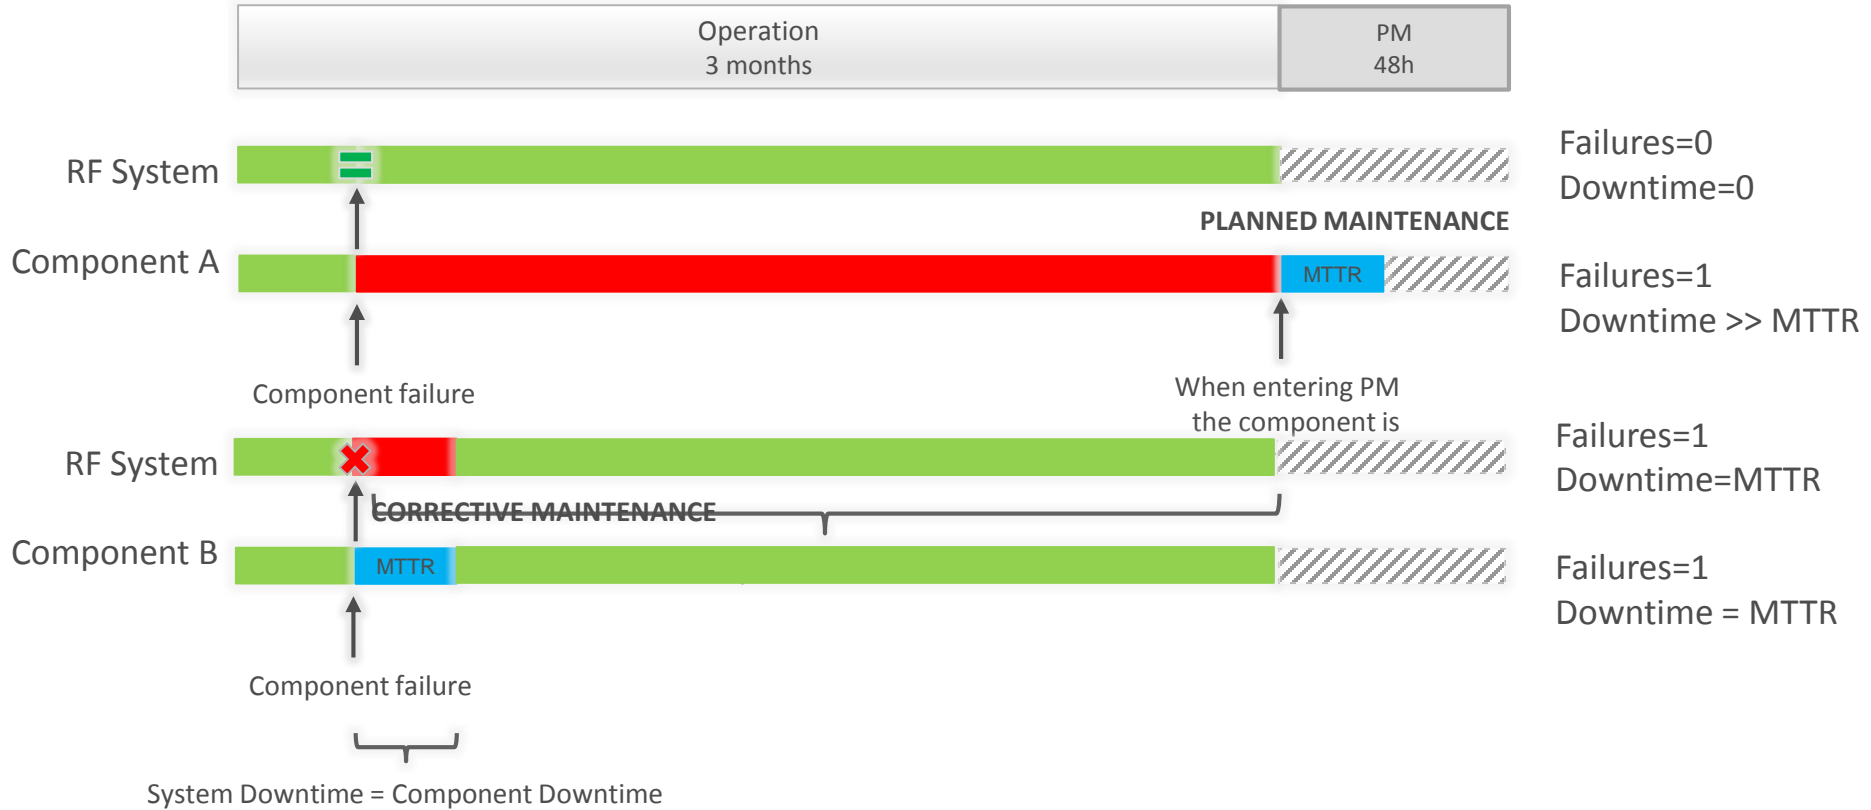 Operation
3 months
PM
48h
RF System
Failures=0
Downtime=0
PLANNED MAINTENANCE
Component A
MTTR
Failures=1
Downtime >> MTTR
Component failure
When entering PM
the component is
RF System
Failures=1
Downtime=MTTR
CORRECTIVE MAINTENANCE
Component B
MTTR
Failures=1
Downtime = MTTR
Component failure
System Downtime = Component Downtime